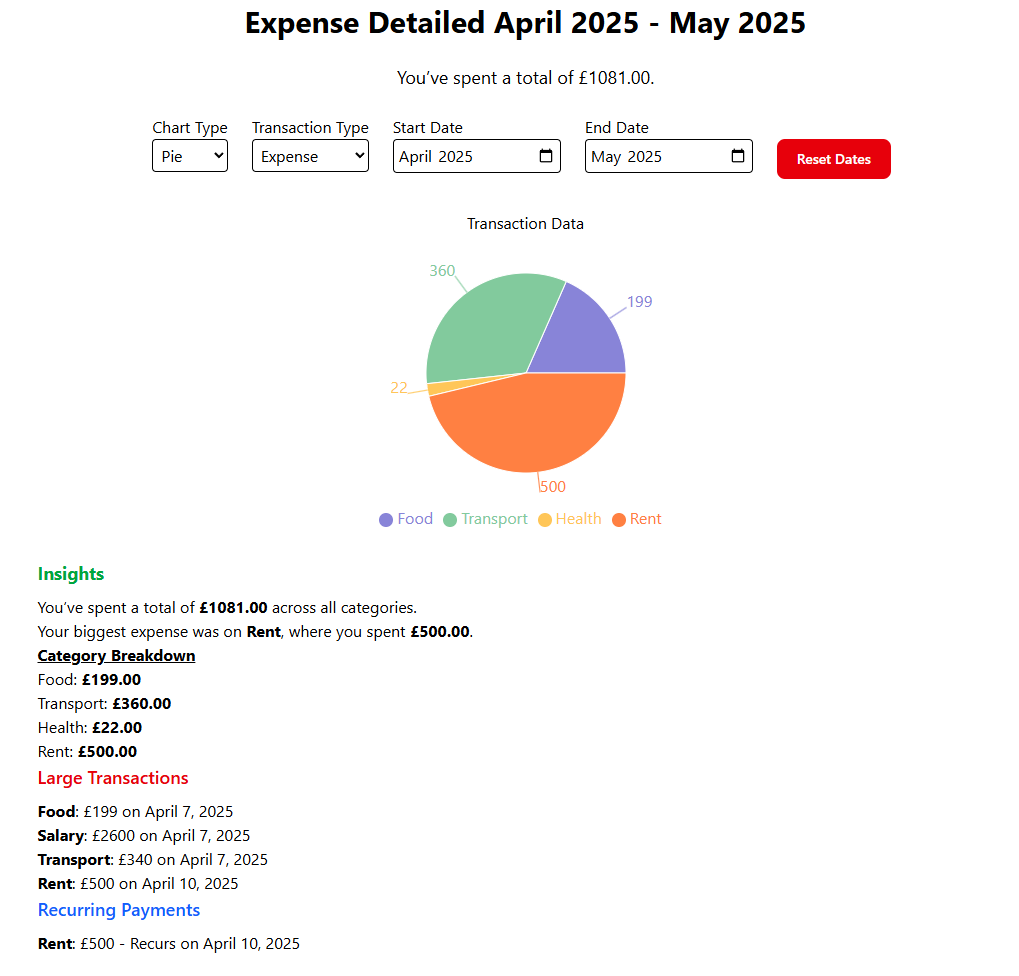 Expense Detailed April 2025 - May 2025
You’ve spent a total of £1081.00.
Chart Type Transaction Type Start Date End Date
Pie Expense April 2025 May 2025 Reset Dates
Transaction Data
360
199
22
500
Food Transport Health Rent
Insights
You’ve spent a total of £1081.00 across all categories.
Your biggest expense was on Rent, where you spent £500.00.
Category Breakdown
Food: £199.00
Transport: £360.00
Health: £22.00
Rent: £500.00
Large Transactions
Food: £199 on April 7, 2025
Salary: £2600 on April 7, 2025
Transport: £340 on April 7, 2025
Rent: £500 on April 10, 2025
Recurring Payments
Rent: £500 - Recurs on April 10, 2025